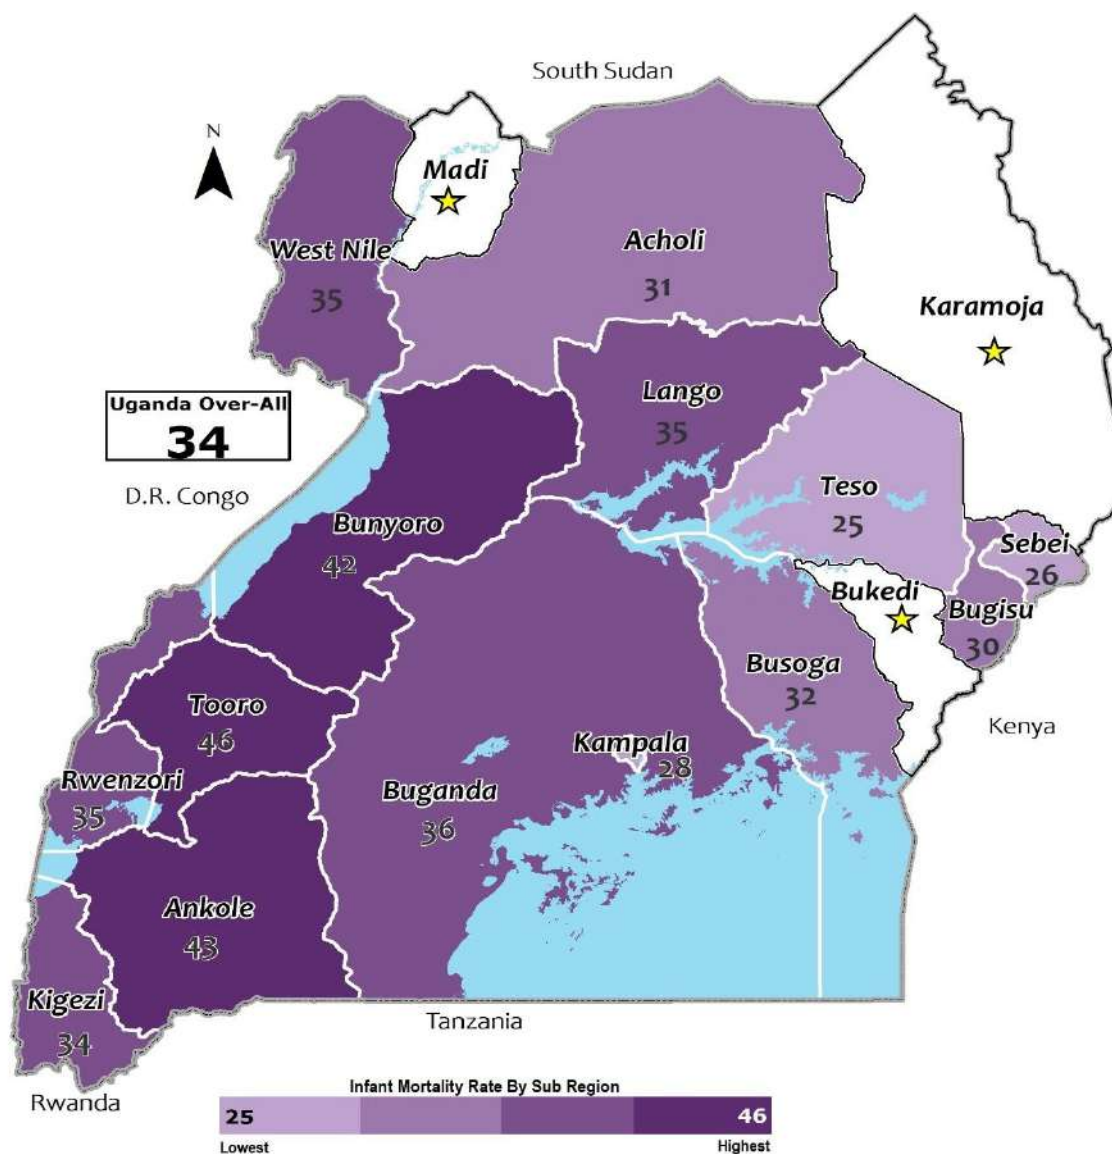 South Sudan
N
Madi
West Nile
35
Acholi
31
Karamoja
Uganda Over-All
34
D.R. Congo
Lango
35
Teso
25
Bunyoro
42
Sebei
26
Bukedi
Bugisu
30
Busoga
32
Tooro
46
Kenya
Kampala
28
Rwenzori
35
Buganda
36
Ankole
43
Kigezi
34
Tanzania
Rwanda
Infant Mortality Rate By Sub Region
25
46
Lowest
Highest